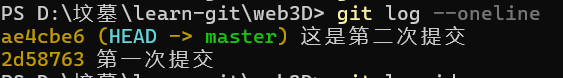 PS D:\坟墓\learn-git\web3D> git log --oneline
ae4cbe6 (HEAD -> master) 这是第二次提交
2d58763 第一次提交